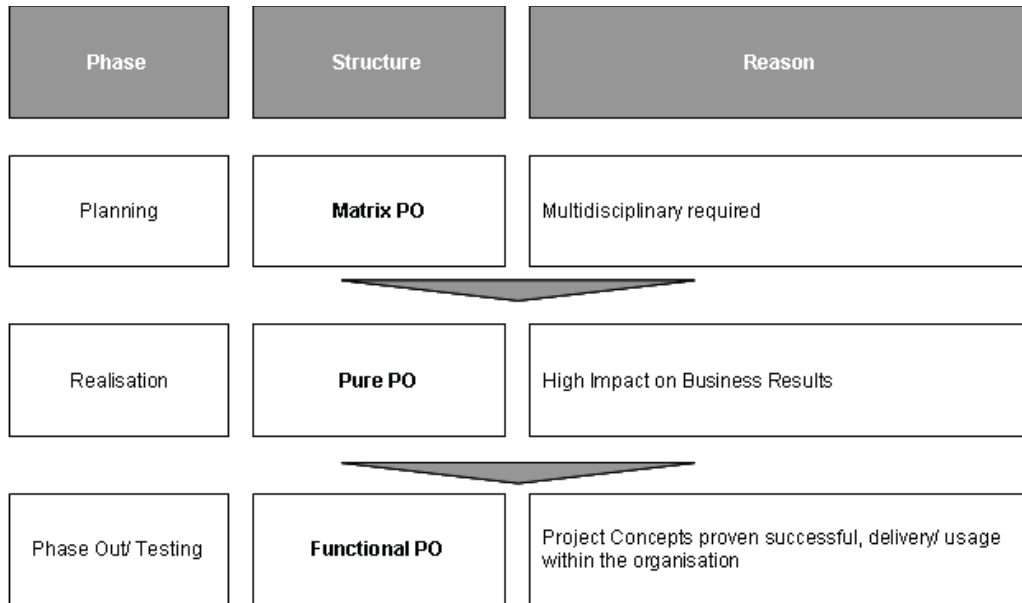 Phase
Structure
Reason
Planning
Matrix PO
Multidisciplinary required
Realisation
Pure PO
High Impact on Business Results
Phase Out/ Testing
Functional PO
Project Concepts proven successful, delivery/ usage
within the organisation